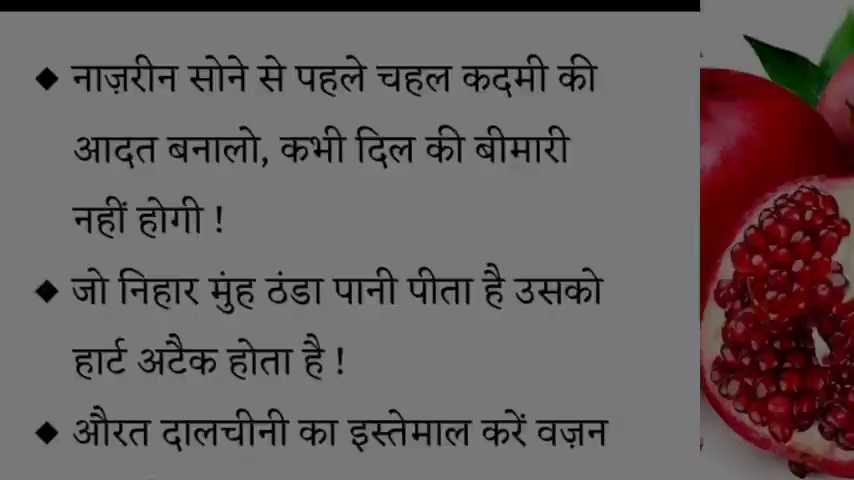 ◆ नाज़रीन सोने से पहले चहल कदमी की
आदत बनालो, कभी दिल की बीमारी
नहीं होगी !
◆ जो निहार मुंह ठंडा पानी पीता है उसको
हार्ट अटैक होता है !
◆ औरत दालचीनी का इस्तेमाल करें वज़न